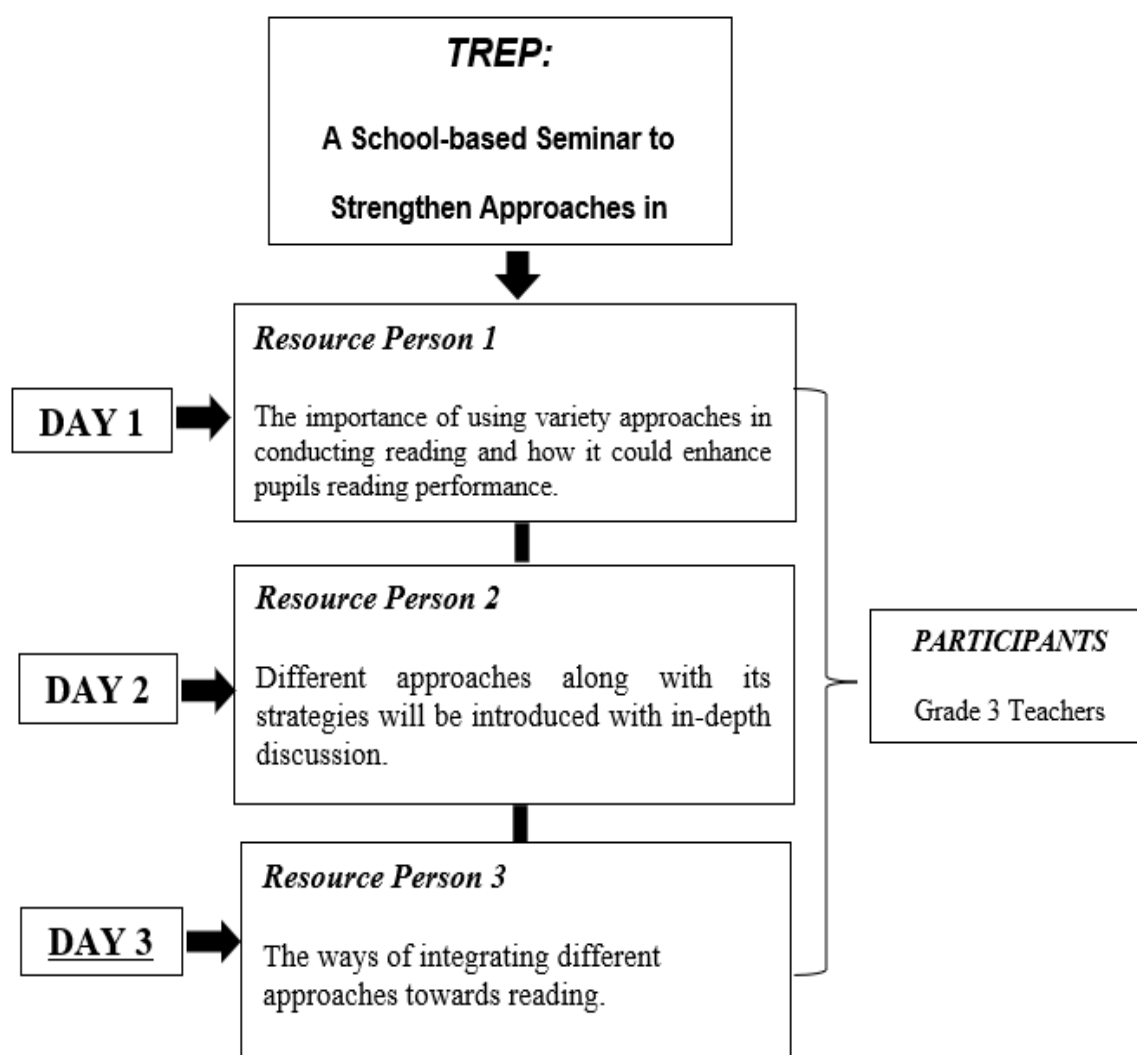 TREP:
A School-based Seminar to
Strengthen Approaches in
Resource Person 1
DAY 1
The importance of using variety approaches in
conducting reading and how it could enhance
pupils reading performance.
Resource Person 2
DAY 2
Different approaches along with its
strategies will be introduced with in-depth
discussion.
PARTICIPANTS
Grade 3 Teachers
Resource Person 3
DAY 3
The ways of integrating different
approaches towards reading.